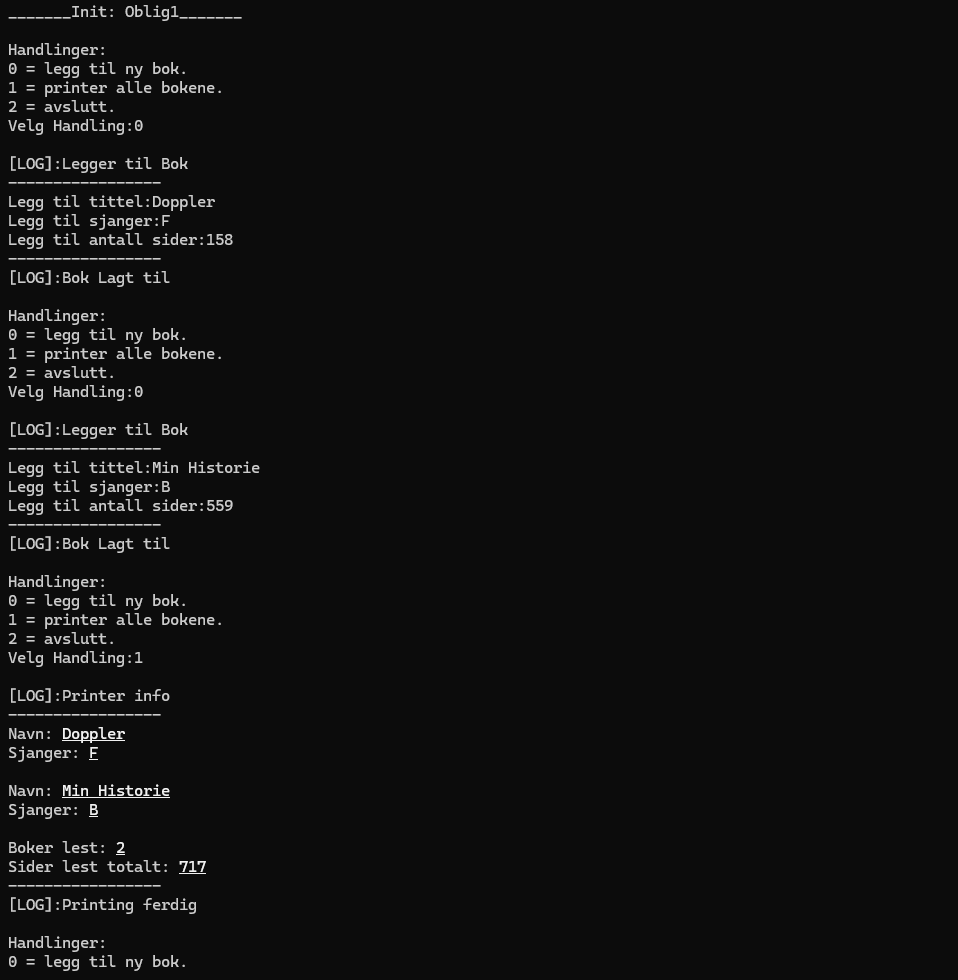 _______Init: Oblig1_______
Handlinger:
0 = legg til ny bok.
1 = printer alle bokene.
2 = avslutt.
Velg Handling:0
[LOG]:Legger til Bok
-----------------
Legg til tittel:Doppler
Legg til sjanger:F
Legg til antall sider:158
-----------------
[LOG]:Bok Lagt til
Handlinger:
0 = legg til ny bok.
1 = printer alle bokene.
2 = avslutt.
Velg Handling:0
[LOG]:Legger til Bok
-----------------
Legg til tittel:Min Historie
Legg til sjanger:B
Legg til antall sider:559
-----------------
[LOG]:Bok Lagt til
Handlinger:
0 = legg til ny bok.
1 = printer alle bokene.
2 = avslutt.
Velg Handling:1
[LOG]:Printer info
-----------------
Navn: Doppler
Sjanger: F
Navn: Min Historie
Sjanger: B
Boker lest: 2
Sider lest totalt: 717
-----------------
[LOG]:Printing ferdig
Handlinger:
0 = legg til ny bok.